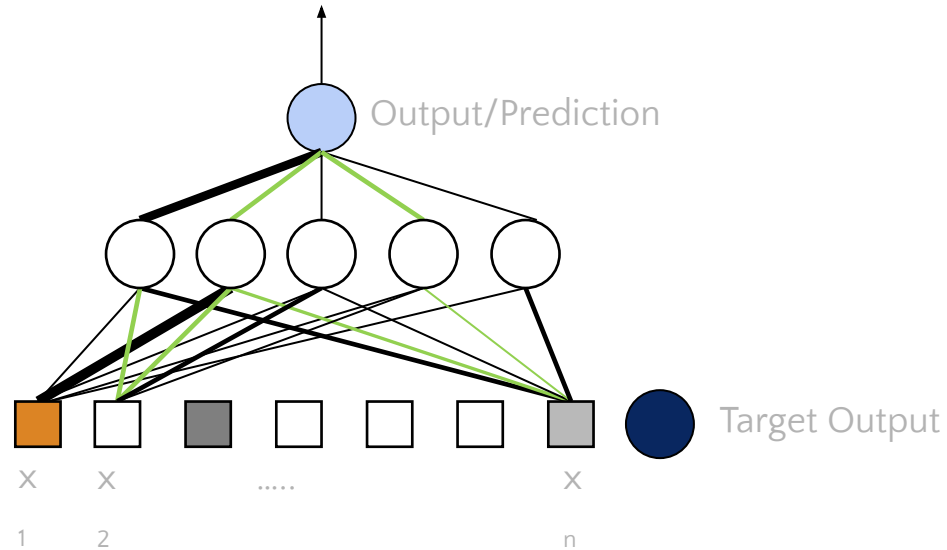 Output/Prediction
Target Output
X X ..... X
1 2 n